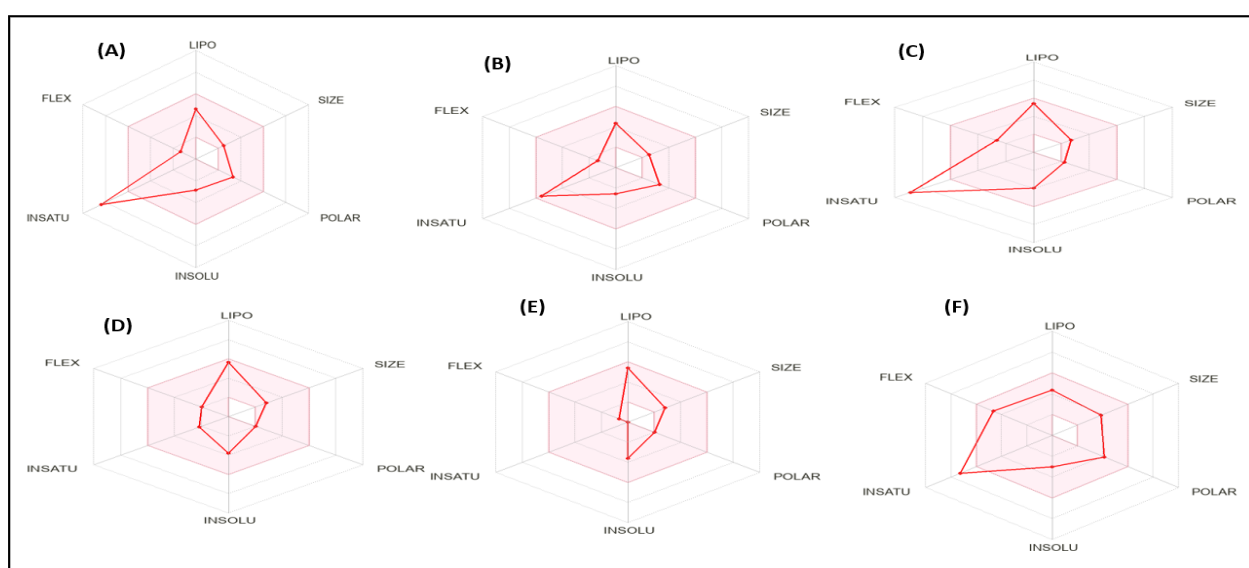 (A)
LIPO
FLEX
SIZE
INSATU
POLAR
INSOLU
(B)
LIPO
FLEX
SIZE
INSATU
POLAR
INSOLU
(C)
LIPO
FLEX
SIZE
INSATU
POLAR
INSOLU
(D)
LIPO
FLEX
SIZE
INSATU
POLAR
INSOLU
(E)
LIPO
FLEX
SIZE
INSATU
POLAR
INSOLU
(F)
LIPO
FLEX
SIZE
INSATU
POLAR
INSOLU